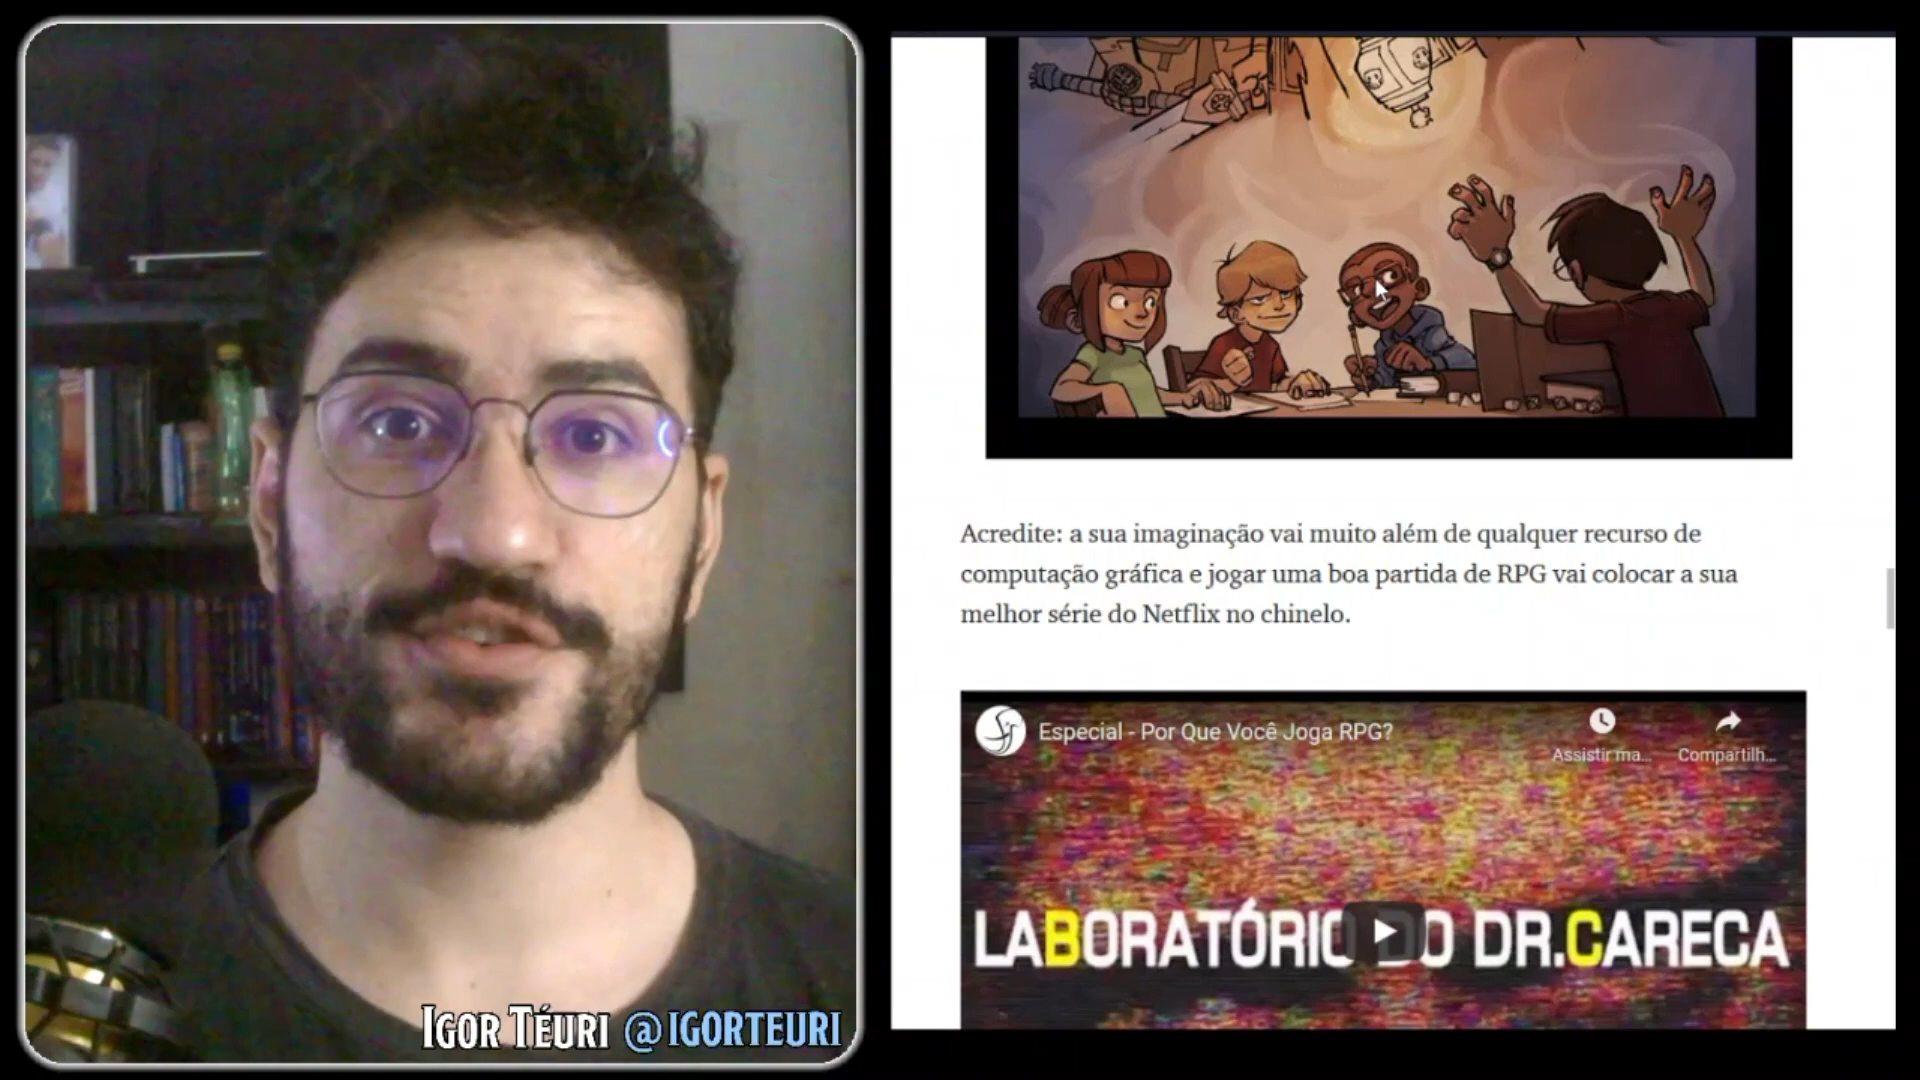 IGOR TÉURI @IGORTEURI
Acredite: a sua imaginação vai muito além de qualquer recurso de
computação gráfica e jogar uma boa partida de RPG vai colocar a sua
melhor série do Netflix no chinelo.
Especial - Por Que Você Joga RPG?
Assistir ma...
Compartilh...
LABORATÓRIO DO DR.CARECA